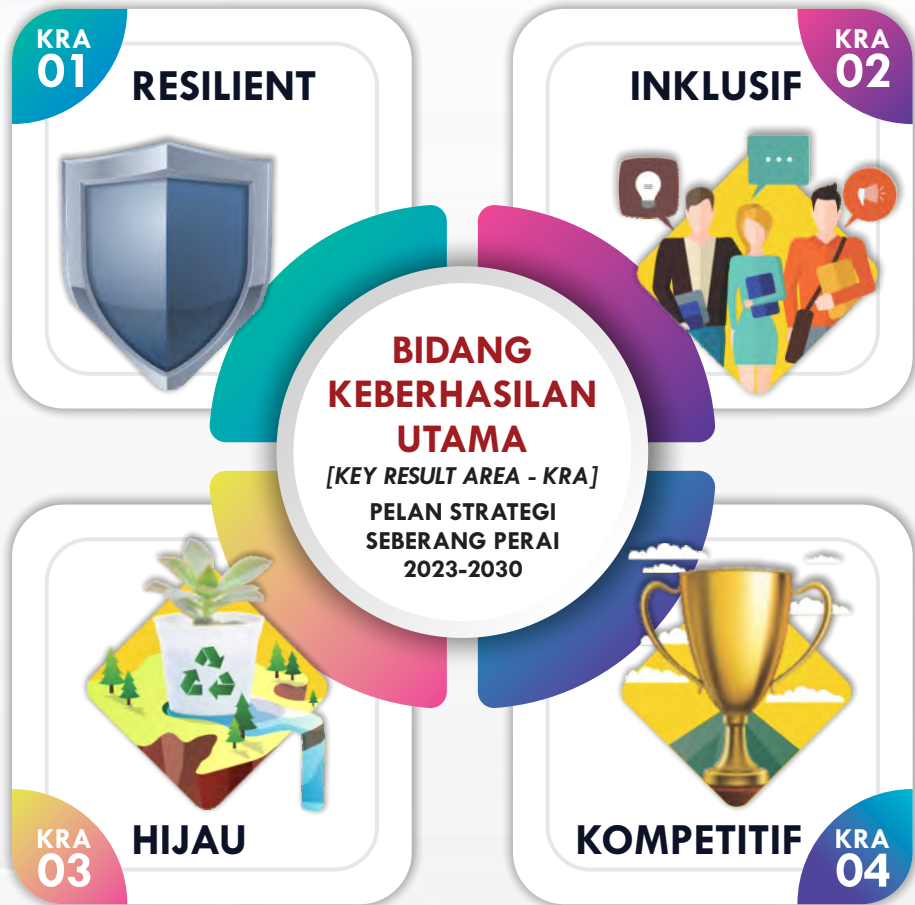 KRA
01
RESILIENT
INKLUSIF
KRA
02
BIDANG
KEBERHASILAN
UTAMA
[KEY RESULT AREA - KRA]
PELAN STRATEGI
SEBERANG PERAI
2023-2030
KRA
03
HIJAU
KOMPETITIF
KRA
04